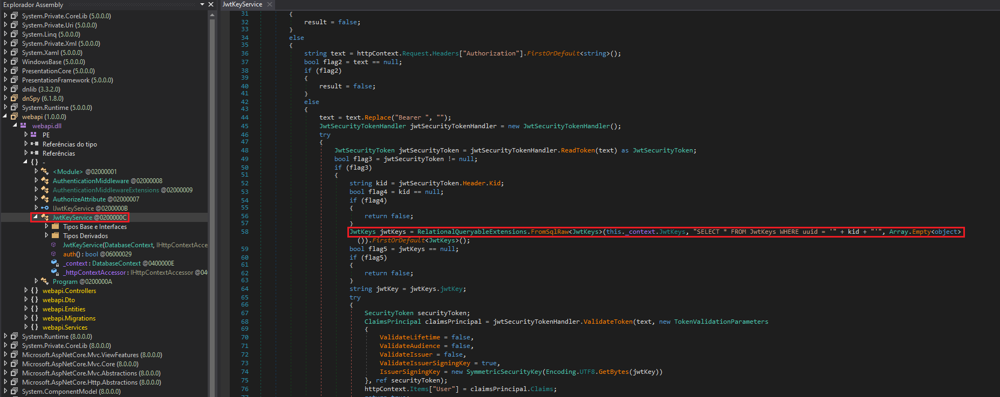 Explorador Assembly
System.Private.CoreLib (5.0.0.0)
System.Private.Uri (5.0.0.0)
System.Linq (5.0.0.0)
System.Private.Xml (5.0.0.0)
System.Xaml (5.0.0.0)
WindowsBase (5.0.0.0)
PresentationCore (5.0.0.0)
PresentationFramework (5.0.0.0)
dnlib (3.3.2.0)
dnSpy (6.1.8.0)
System.Runtime (5.0.0.0)
webapi (1.0.0.0)
webapi.dll
PE
Referências do tipo
Referências
{ } -
<Module> @02000001
AuthenticationMiddleware @02000008
AuthenticationMiddlewareExtensions @02000009
AuthorizeAttribute @02000007
IJwtKeyService @0200000B
JwtKeyService @0200000C
Tipos Base e Interfaces
Tipos Derivados
JwtKeyService(DatabaseContext, IHttpContextAcce
auth() : bool @06000029
_context : DatabaseContext @0400000E
_httpContextAccessor : IHttpContextAccessor @04
Program @0200000A
{ } webapi.Controllers
{ } webapi.Dto
{ } webapi.Entities
{ } webapi.Migrations
{ } webapi.Services
System.Runtime (8.0.0.0)
System.Private.CoreLib (8.0.0.0)
Microsoft.AspNetCore.Mvc.ViewFeatures (8.0.0.0)
Microsoft.AspNetCore.Mvc.Core (8.0.0.0)
Microsoft.AspNetCore.Mvc.Abstractions (8.0.0.0)
Microsoft.AspNetCore.Http.Abstractions (8.0.0.0)
System.ComponentModel (8.0.0.0)
JwtKeyService
31 {
32 result = false;
33 }
34 else
35 {
36 string text = httpContext.Request.Headers["Authorization"].FirstOrDefault<string>();
37 bool flag2 = text == null;
38 if (flag2)
39 {
40 result = false;
41 }
42 else
43 {
44 text = text.Replace("Bearer ", "");
45 JwtSecurityTokenHandler jwtSecurityTokenHandler = new JwtSecurityTokenHandler();
46 try
47 {
48 JwtSecurityToken jwtSecurityToken = jwtSecurityTokenHandler.ReadToken(text) as JwtSecurityToken;
49 bool flag3 = jwtSecurityToken != null;
50 if (flag3)
51 {
52 string kid = jwtSecurityToken.Header.Kid;
53 bool flag4 = kid == null;
54 if (flag4)
55 {
56 return false;
57 }
58 JwtKeys jwtKeys = RelationalQueryableExtensions.FromSqlRaw<JwtKeys>(this._context.JwtKeys, "SELECT * FROM JwtKeys WHERE uuid = '" + kid + "'", Array.Empty<object>
()).FirstOrDefault<JwtKeys>();
59 bool flag5 = jwtKeys == null;
60 if (flag5)
61 {
62 return false;
63 }
64 string jwtKey = jwtKeys.jwtKey;
65 try
66 {
67 SecurityToken securityToken;
68 ClaimsPrincipal claimsPrincipal = jwtSecurityTokenHandler.ValidateToken(text, new TokenValidationParameters
69 {
70 ValidateLifetime = false,
71 ValidateAudience = false,
72 ValidateIssuer = false,
73 ValidateIssuerSigningKey = true,
74 IssuerSigningKey = new SymmetricSecurityKey(Encoding.UTF8.GetBytes(jwtKey))
75 }, ref securityToken);
76 httpContext.Items["User"] = claimsPrincipal.Claims;
77 return true;